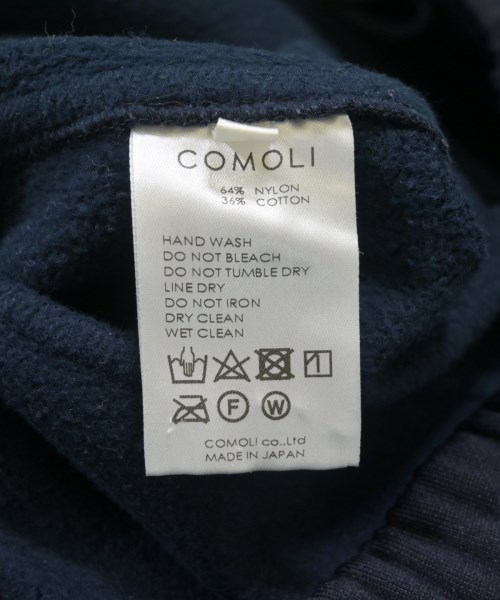 COMOLI
64% NYLON
36% COTTON
HAND WASH
DO NOT BLEACH
DO NOT TUMBLE DRY
LINE DRY
DO NOT IRON
DRY CLEAN
WET CLEAN
F W
COMOLI co.,Ltd
MADE IN JAPAN